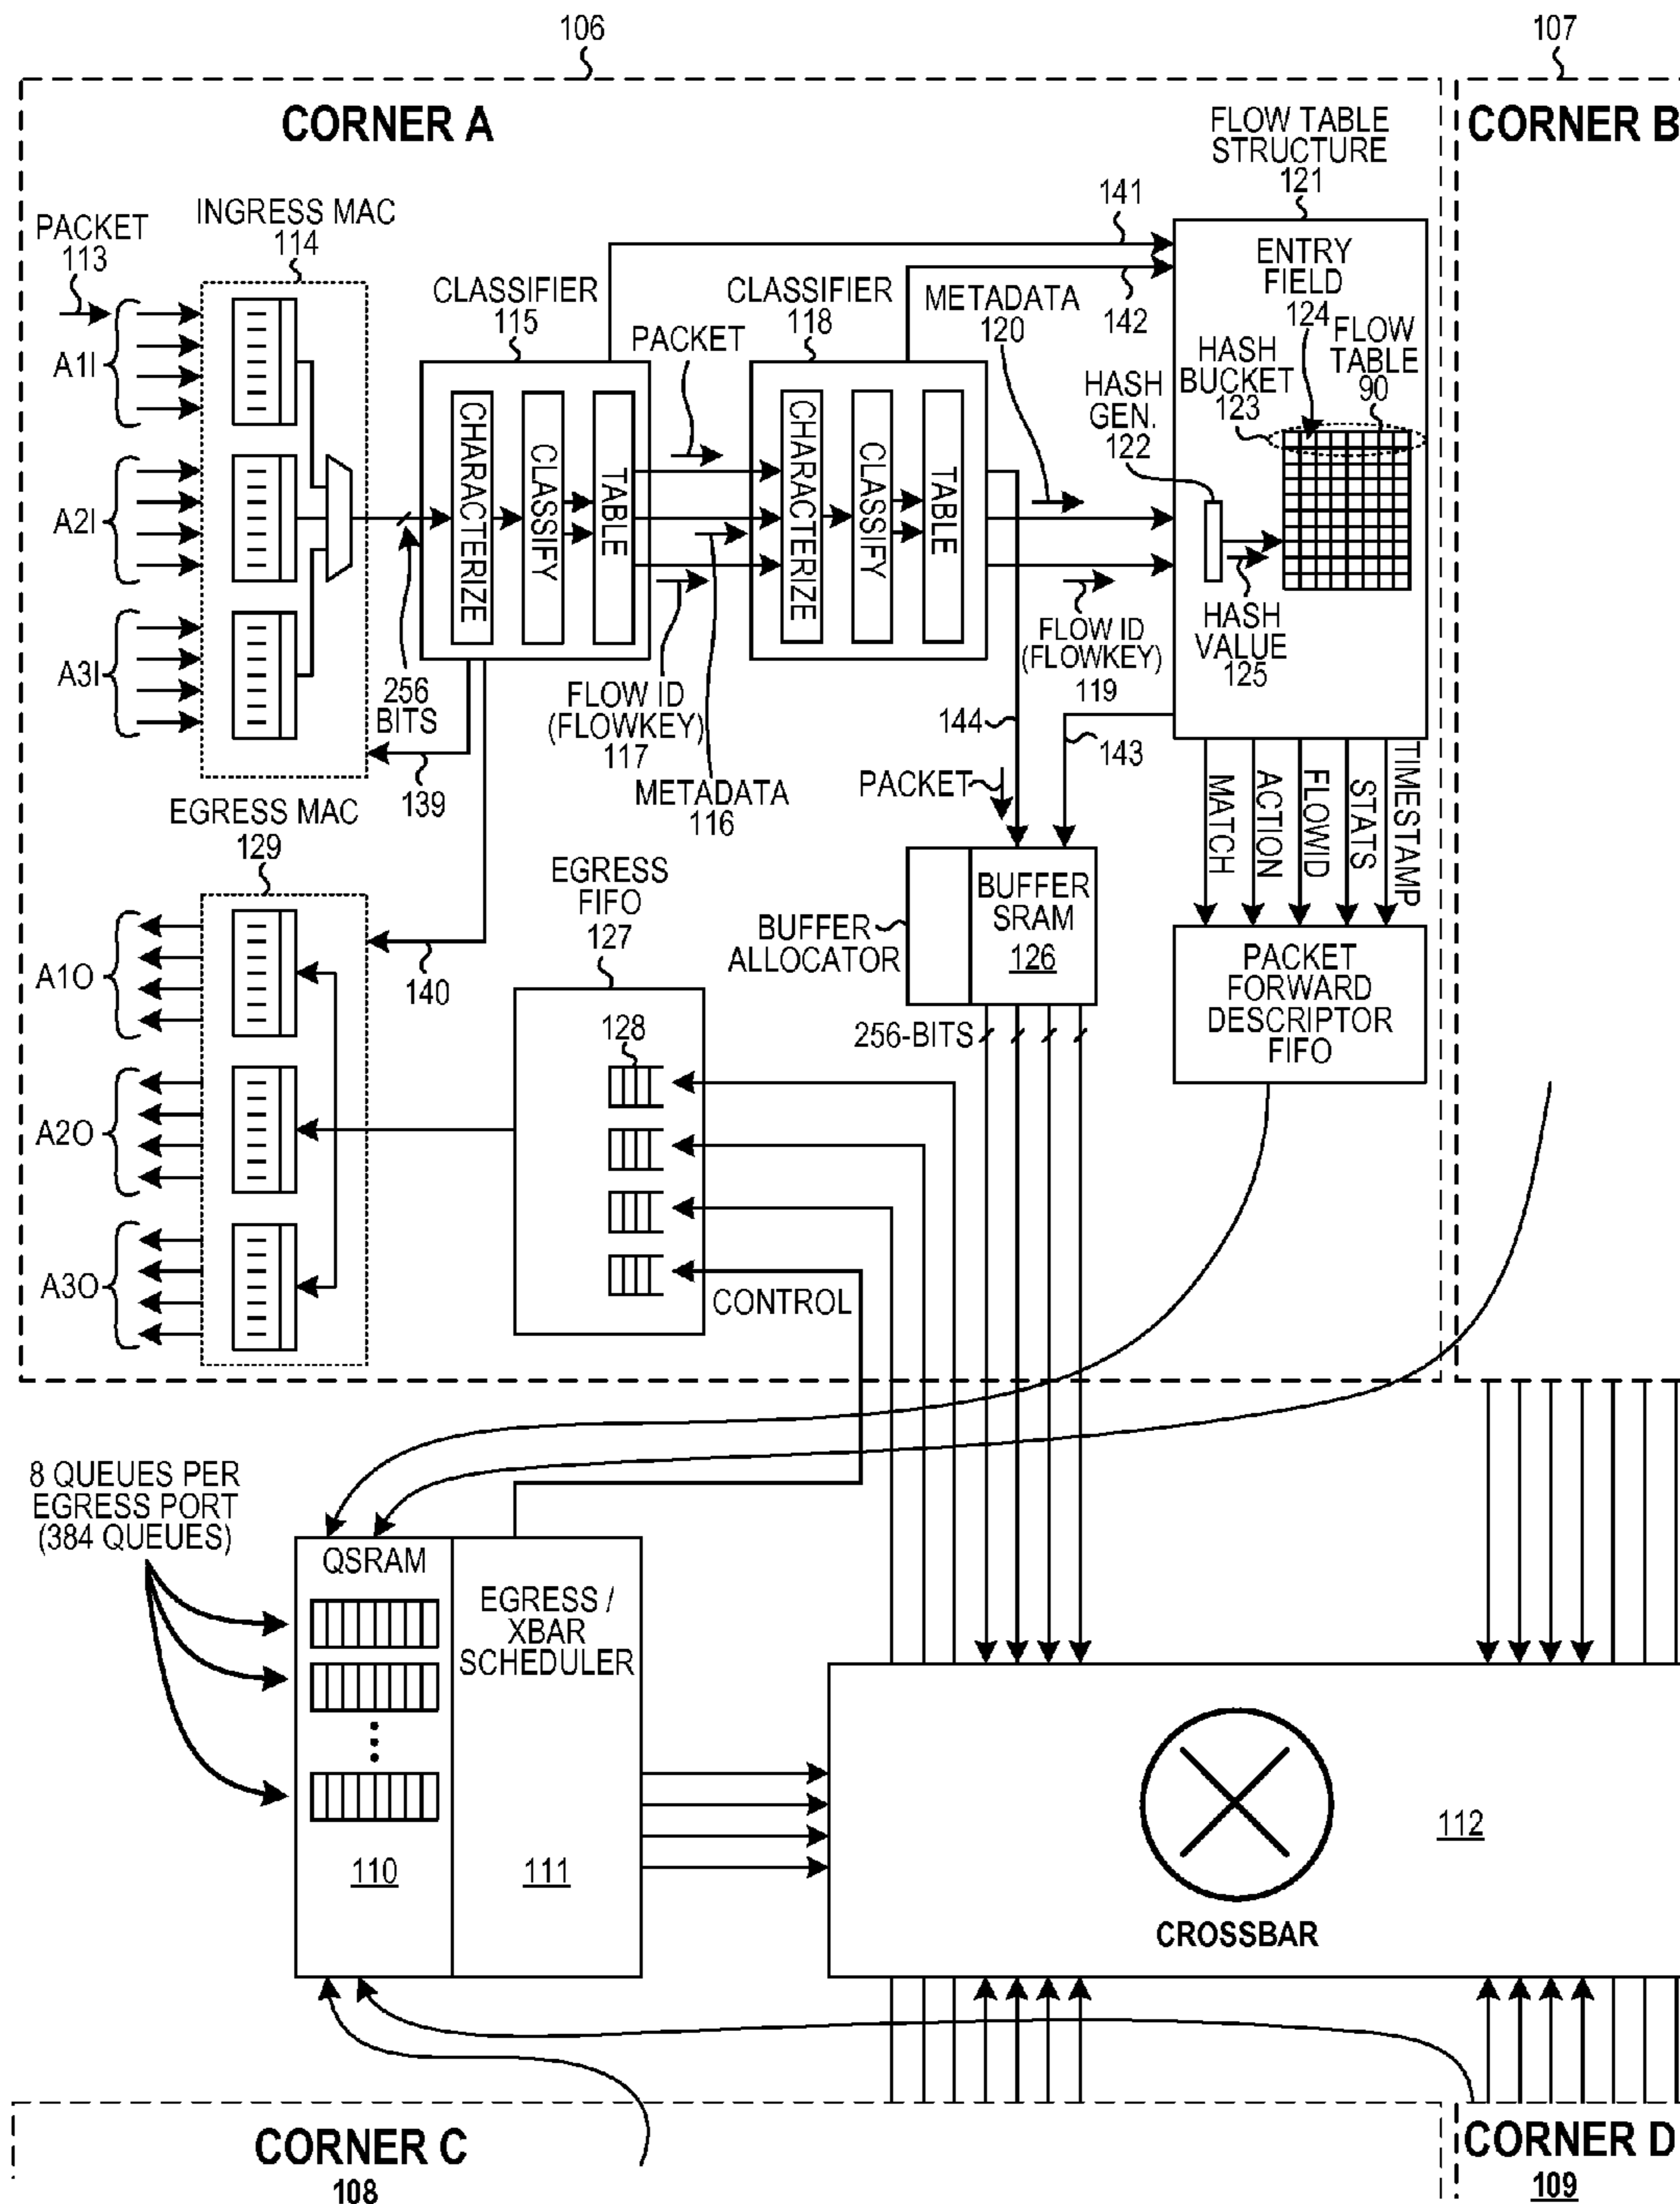 106
107
CORNER A
CORNER B
FLOW TABLE
STRUCTURE
121
PACKET
113
INGRESS MAC
114
141
142
CLASSIFIER
115
CLASSIFIER
118
METADATA
120
PACKET
ENTRY
FIELD
124
HASH
BUCKET
123
FLOW
TABLE
90
HASH
GEN.
122
A1I
A2I
A3I
CHARACTERIZE
CLASSIFY
TABLE
CHARACTERIZE
CLASSIFY
TABLE
HASH
VALUE
125
256
BITS
FLOW ID
(FLOWKEY)
117
METADATA
116
FLOW ID
(FLOWKEY)
119
139
144
143
PACKET
MATCH
ACTION
FLOWID
STATS
TIMESTAMP
EGRESS MAC
129
140
EGRESS
FIFO
127
128
BUFFER
ALLOCATOR
BUFFER
SRAM
126
256-BITS
PACKET
FORWARD
DESCRIPTOR
FIFO
A1O
A2O
A3O
CONTROL
8 QUEUES PER
EGRESS PORT
(384 QUEUES)
QSRAM
110
EGRESS /
XBAR
SCHEDULER
111
112
CROSSBAR
CORNER C
108
CORNER D
109